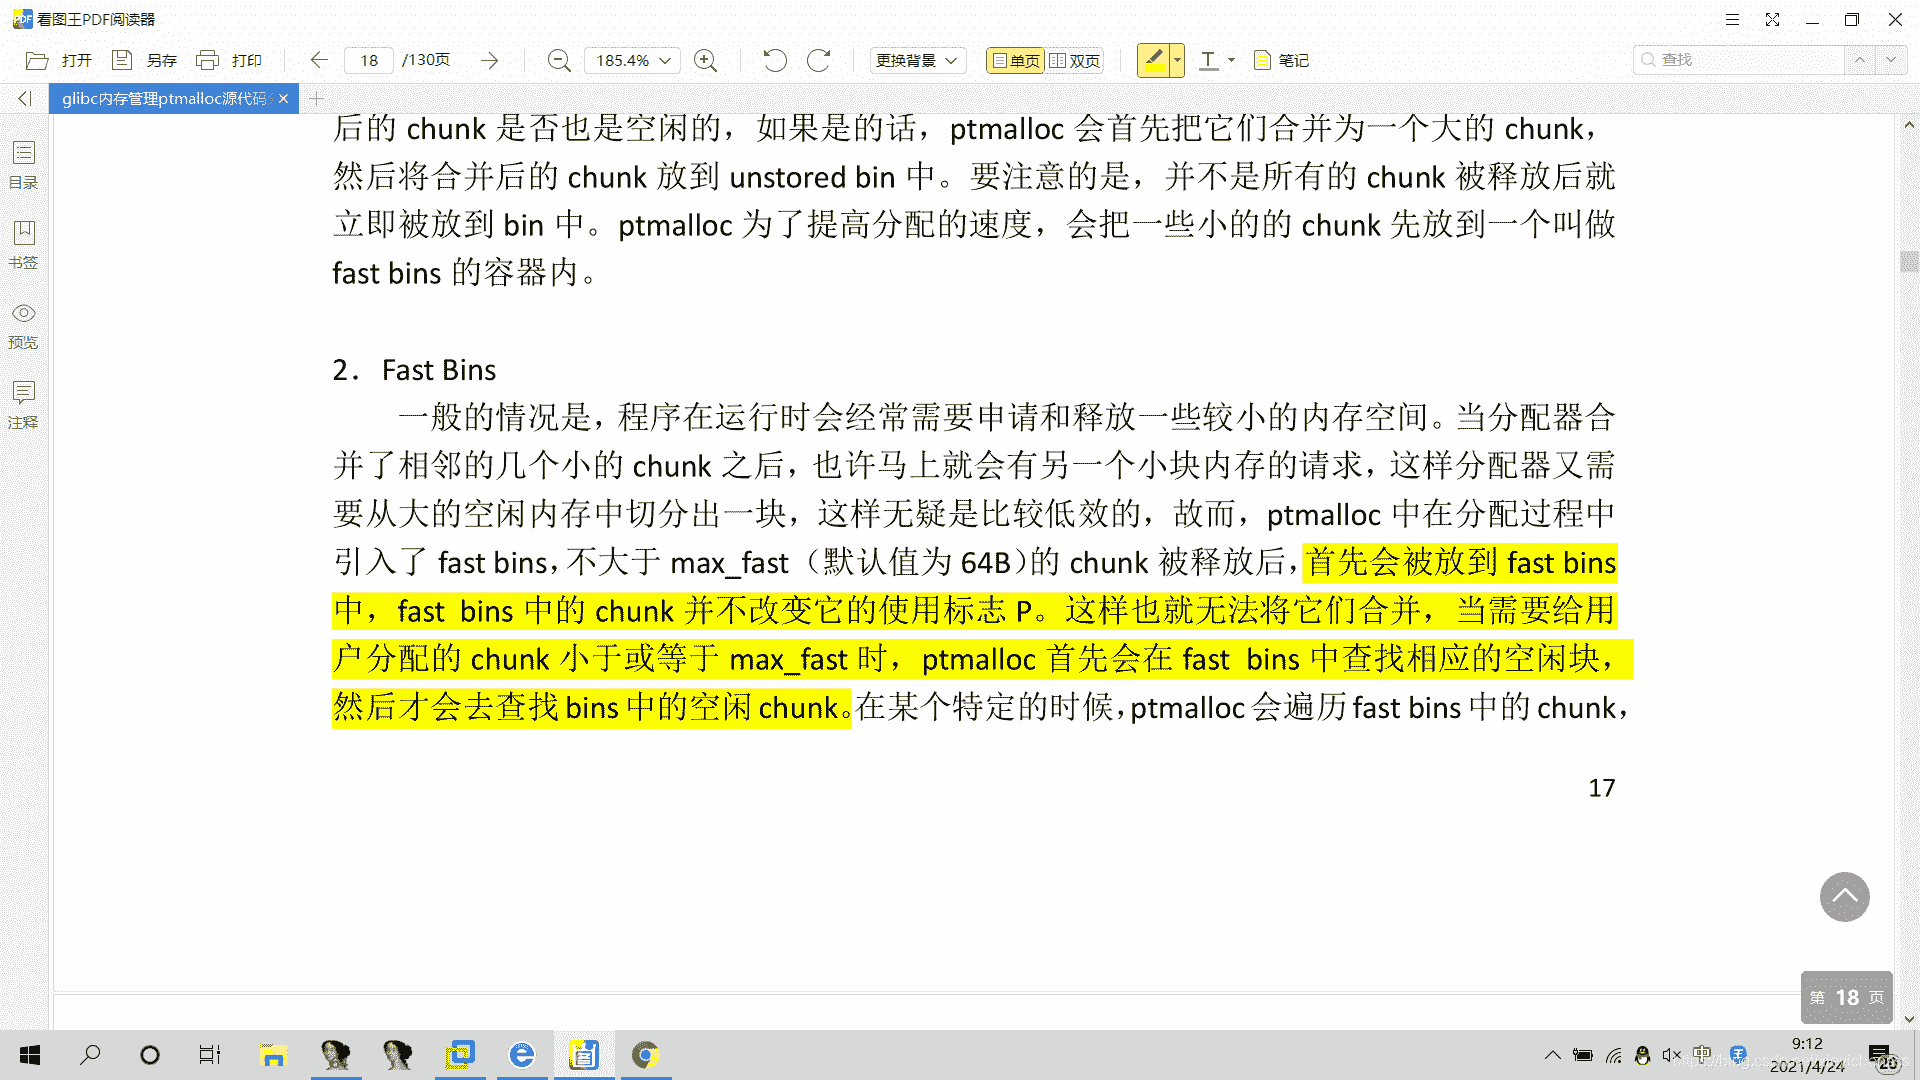 看图王PDF阅读器
打开 另存 打印 18 /130页 185.4% 更换背景 单页 双页 笔记 查找
glibc内存管理ptmalloc源代码
目录
书签
预览
注释
后的 chunk 是否也是空闲的，如果是的话，ptmalloc 会首先把它们合并为一个大的 chunk，
然后将合并后的 chunk 放到 unstored bin 中。要注意的是，并不是所有的 chunk 被释放后就
立即被放到 bin 中。ptmalloc 为了提高分配的速度，会把一些小的的 chunk 先放到一个叫做
fast bins 的容器内。
2． Fast Bins
一般的情况是，程序在运行时会经常需要申请和释放一些较小的内存空间。当分配器合
并了相邻的几个小的 chunk 之后，也许马上就会有另一个小块内存的请求，这样分配器又需
要从大的空闲内存中切分出一块，这样无疑是比较低效的，故而，ptmalloc 中在分配过程中
引入了 fast bins，不大于 max_fast（默认值为 64B）的 chunk 被释放后，首先会被放到 fast bins
中，fast bins 中的 chunk 并不改变它的使用标志 P。这样也就无法将它们合并，当需要给用
户分配的 chunk 小于或等于 max_fast 时，ptmalloc 首先会在 fast bins 中查找相应的空闲块，
然后才会去查找 bins 中的空闲 chunk。在某个特定的时候，ptmalloc 会遍历 fast bins 中的 chunk，
17
第 18 页
中
9:12
2021/4/24